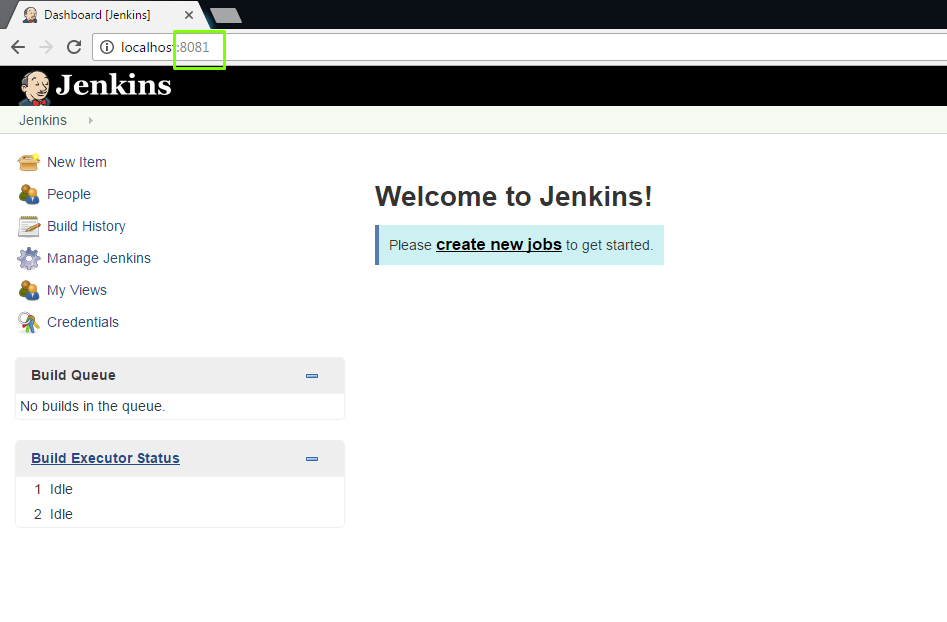 Dashboard [Jenkins]
localhost:8081
Jenkins
Jenkins
New Item
People
Build History
Manage Jenkins
My Views
Credentials
Welcome to Jenkins!
Please create new jobs to get started.
Build Queue
No builds in the queue.
Build Executor Status
1 Idle
2 Idle